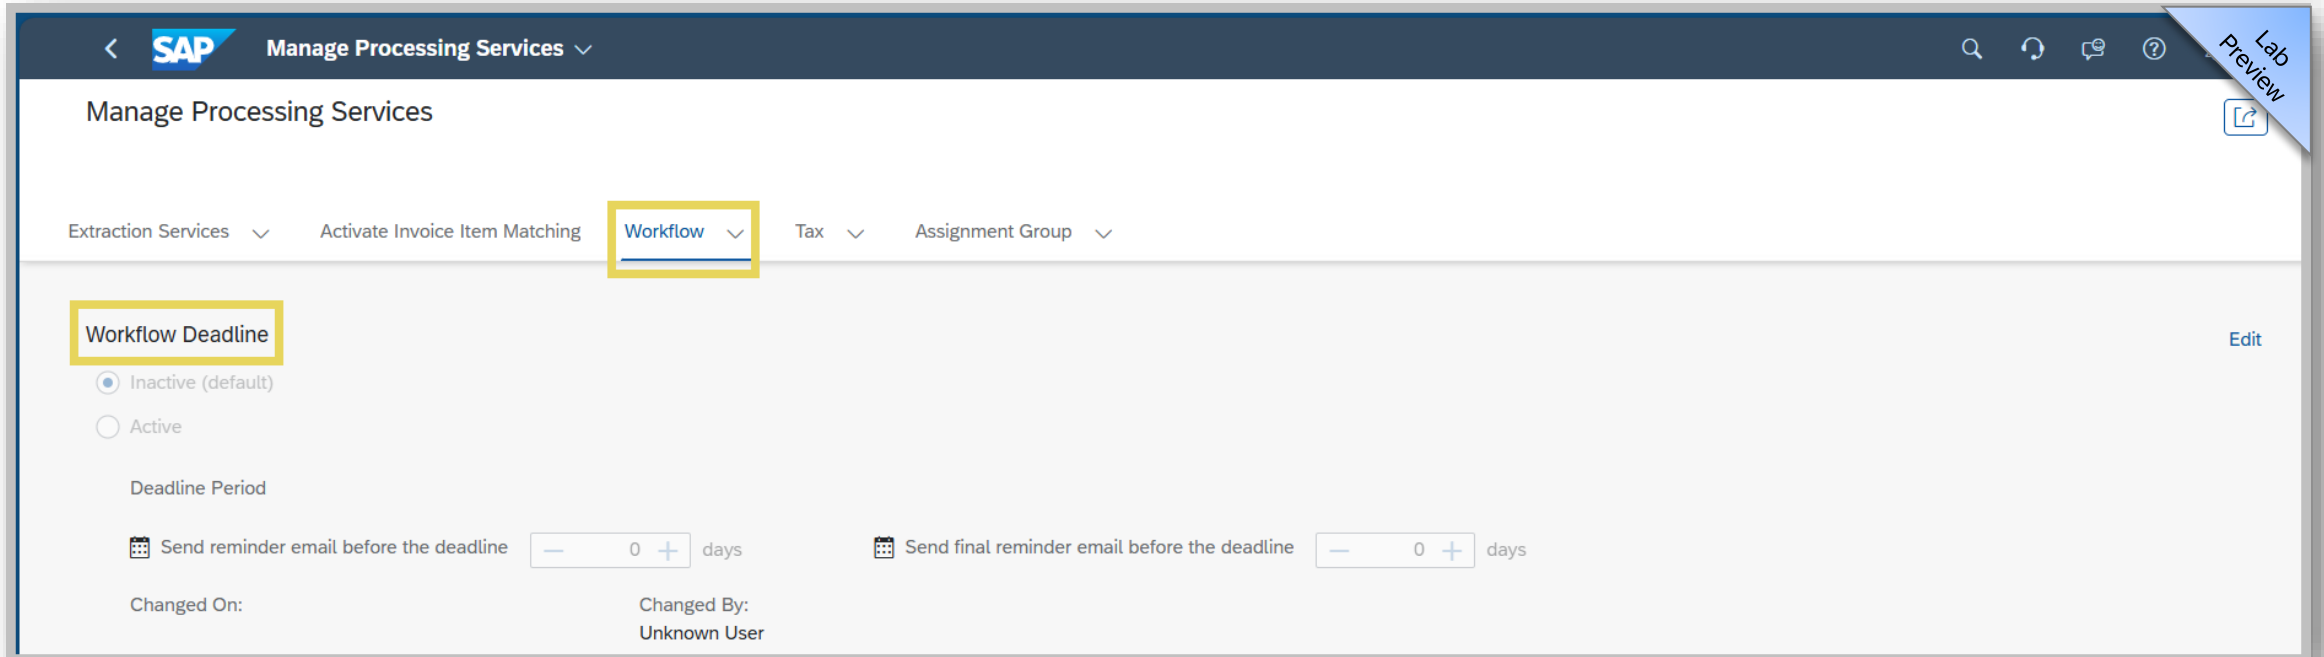 SAP Manage Processing Services
Lab Preview
Manage Processing Services
Extraction Services Activate Invoice Item Matching Workflow Tax Assignment Group
Workflow Deadline
Edit
Inactive (default)
Active
Deadline Period
Send reminder email before the deadline 0 days Send final reminder email before the deadline 0 days
Changed On: Changed By:
Unknown User